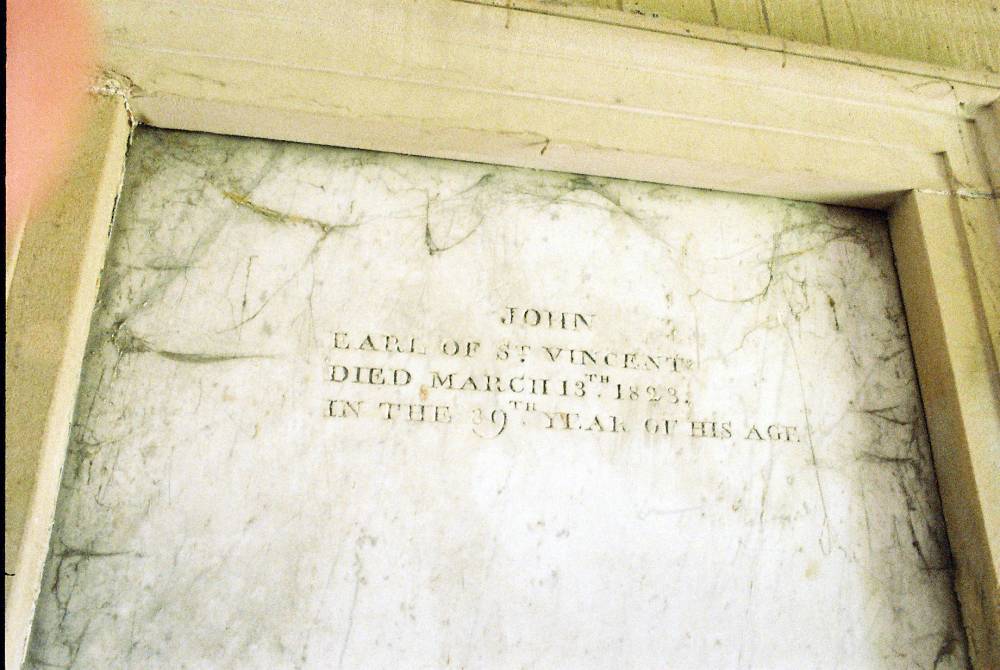 JOHN
EARL OF ST. VINCENT
DIED MARCH 13TH. 1823.
IN THE 89TH YEAR OF HIS AGE